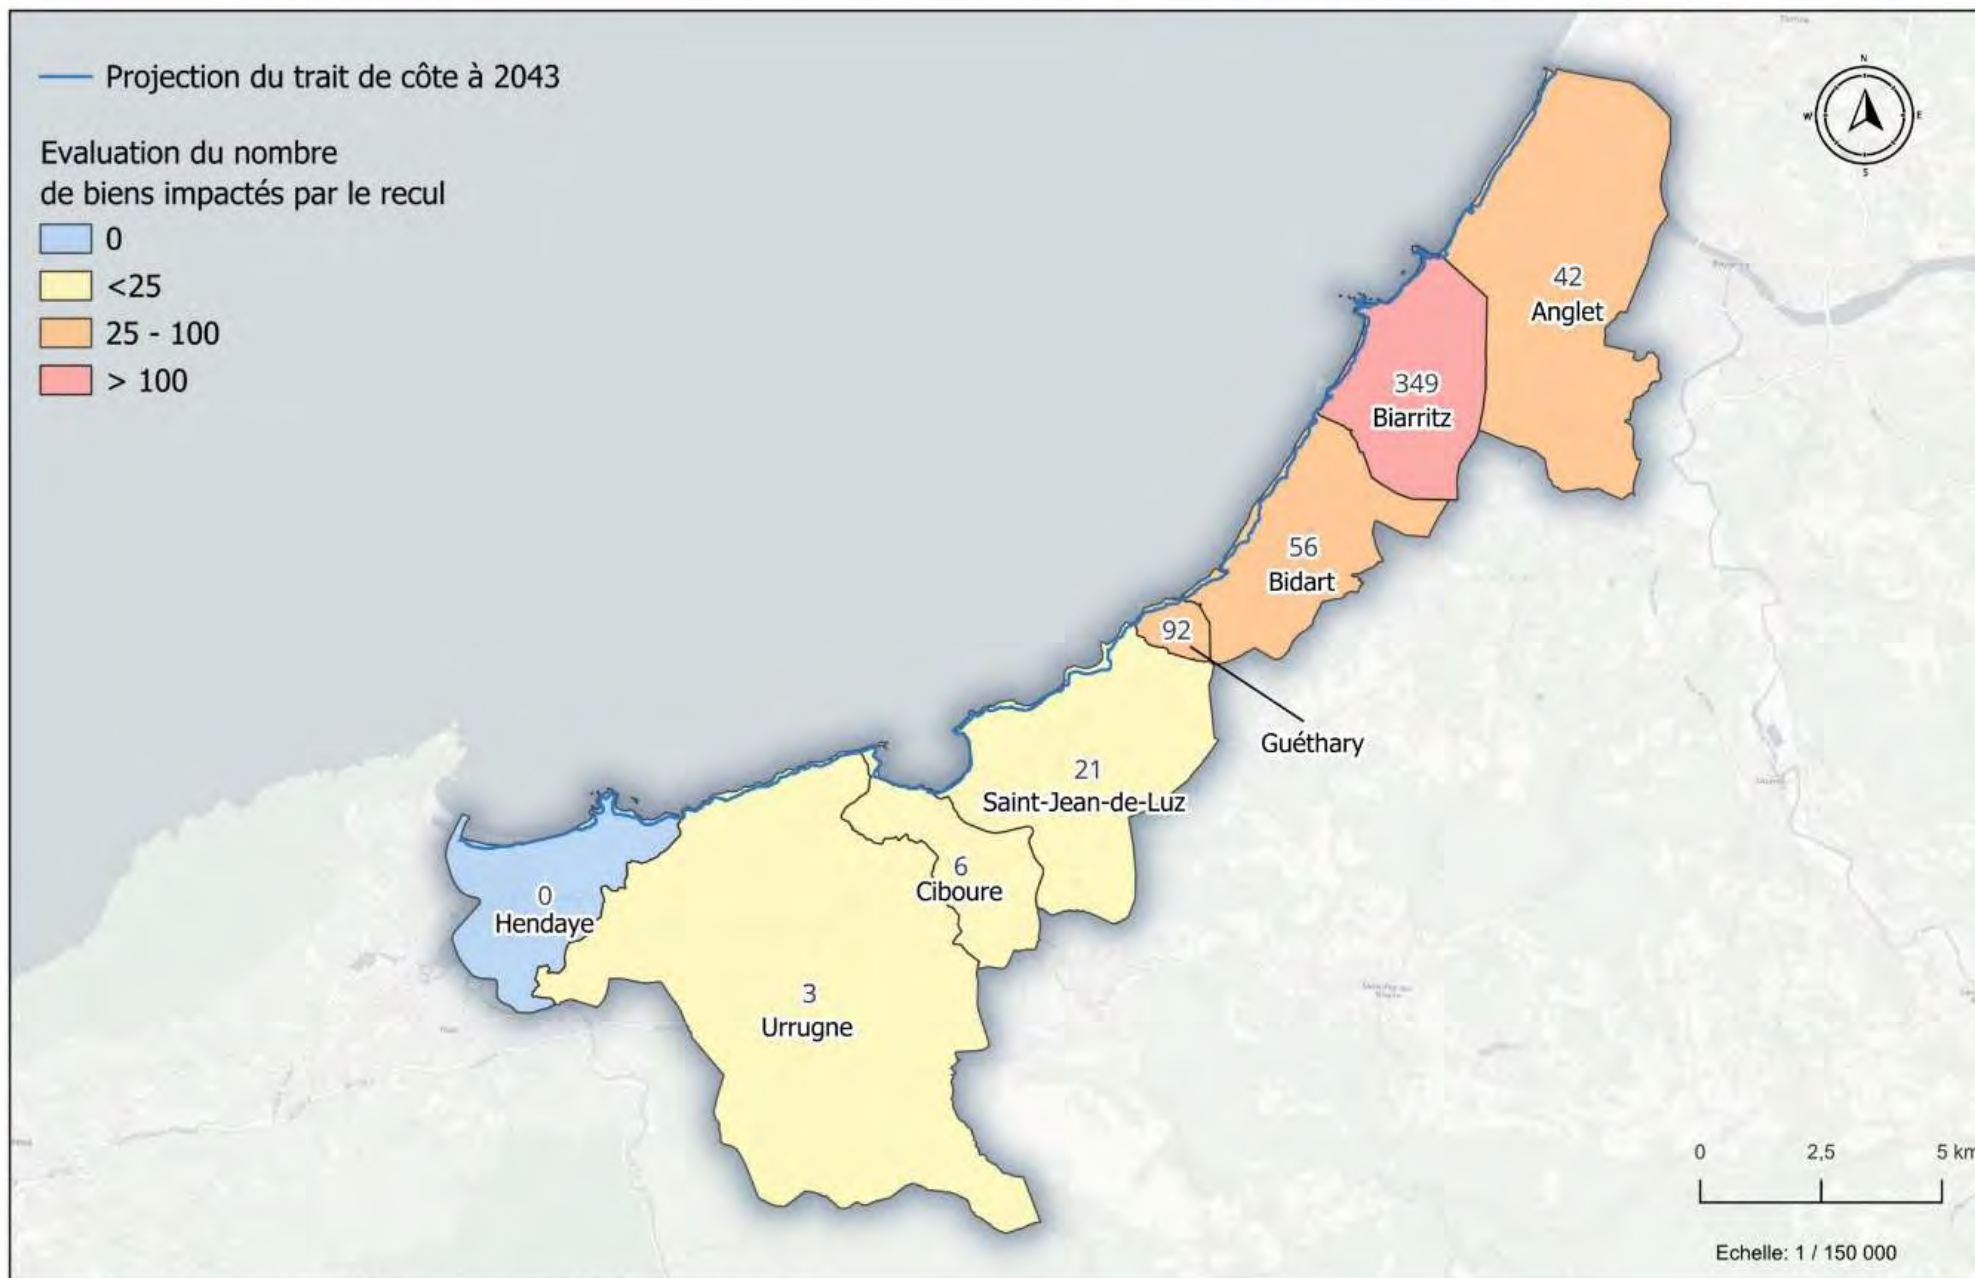 Projection du trait de côte à 2043
Evaluation du nombre
de biens impactés par le recul
0
<25
25 - 100
> 100
N
W
E
S
42
Anglet
349
Biarritz
56
Bidart
92
Guéthary
21
Saint-Jean-de-Luz
6
Ciboure
0
Hendaye
3
Urrugne
0 2,5 5 km
Echelle: 1 / 150 000